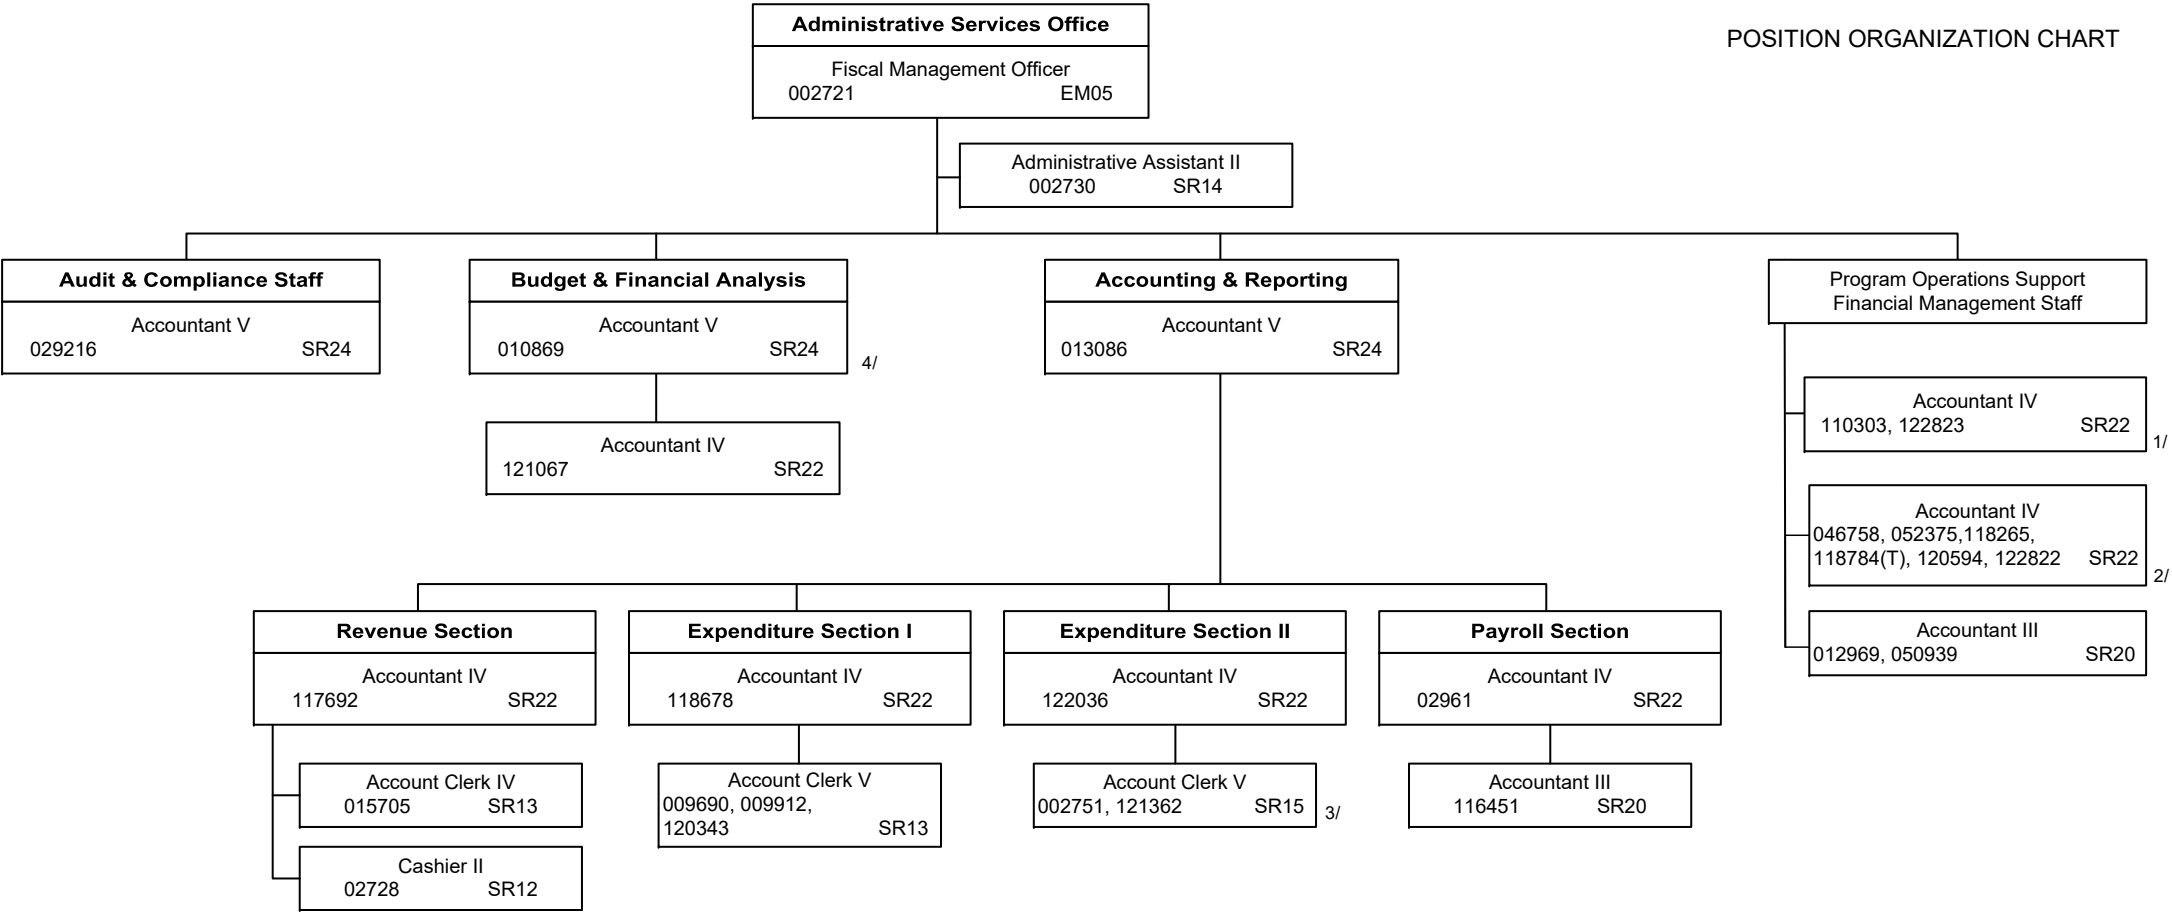 POSITION ORGANIZATION CHART
Administrative Services Office
Fiscal Management Officer
002721 EM05
Administrative Assistant II
002730 SR14
Audit & Compliance Staff
Accountant V
029216 SR24
Budget & Financial Analysis
Accountant V
010869 SR24
4/
Accountant IV
121067 SR22
Accounting & Reporting
Accountant V
013086 SR24
Program Operations Support
Financial Management Staff
Accountant IV
110303, 122823 SR22
1/
Accountant IV
046758, 052375,118265,
118784(T), 120594, 122822 SR22
2/
Accountant III
012969, 050939 SR20
Revenue Section
Accountant IV
117692 SR22
Account Clerk IV
015705 SR13
Cashier II
02728 SR12
Expenditure Section I
Accountant IV
118678 SR22
Account Clerk V
009690, 009912,
120343 SR13
Expenditure Section II
Accountant IV
122036 SR22
Account Clerk V
002751, 121362 SR15
3/
Payroll Section
Accountant IV
02961 SR22
Accountant III
116451 SR20